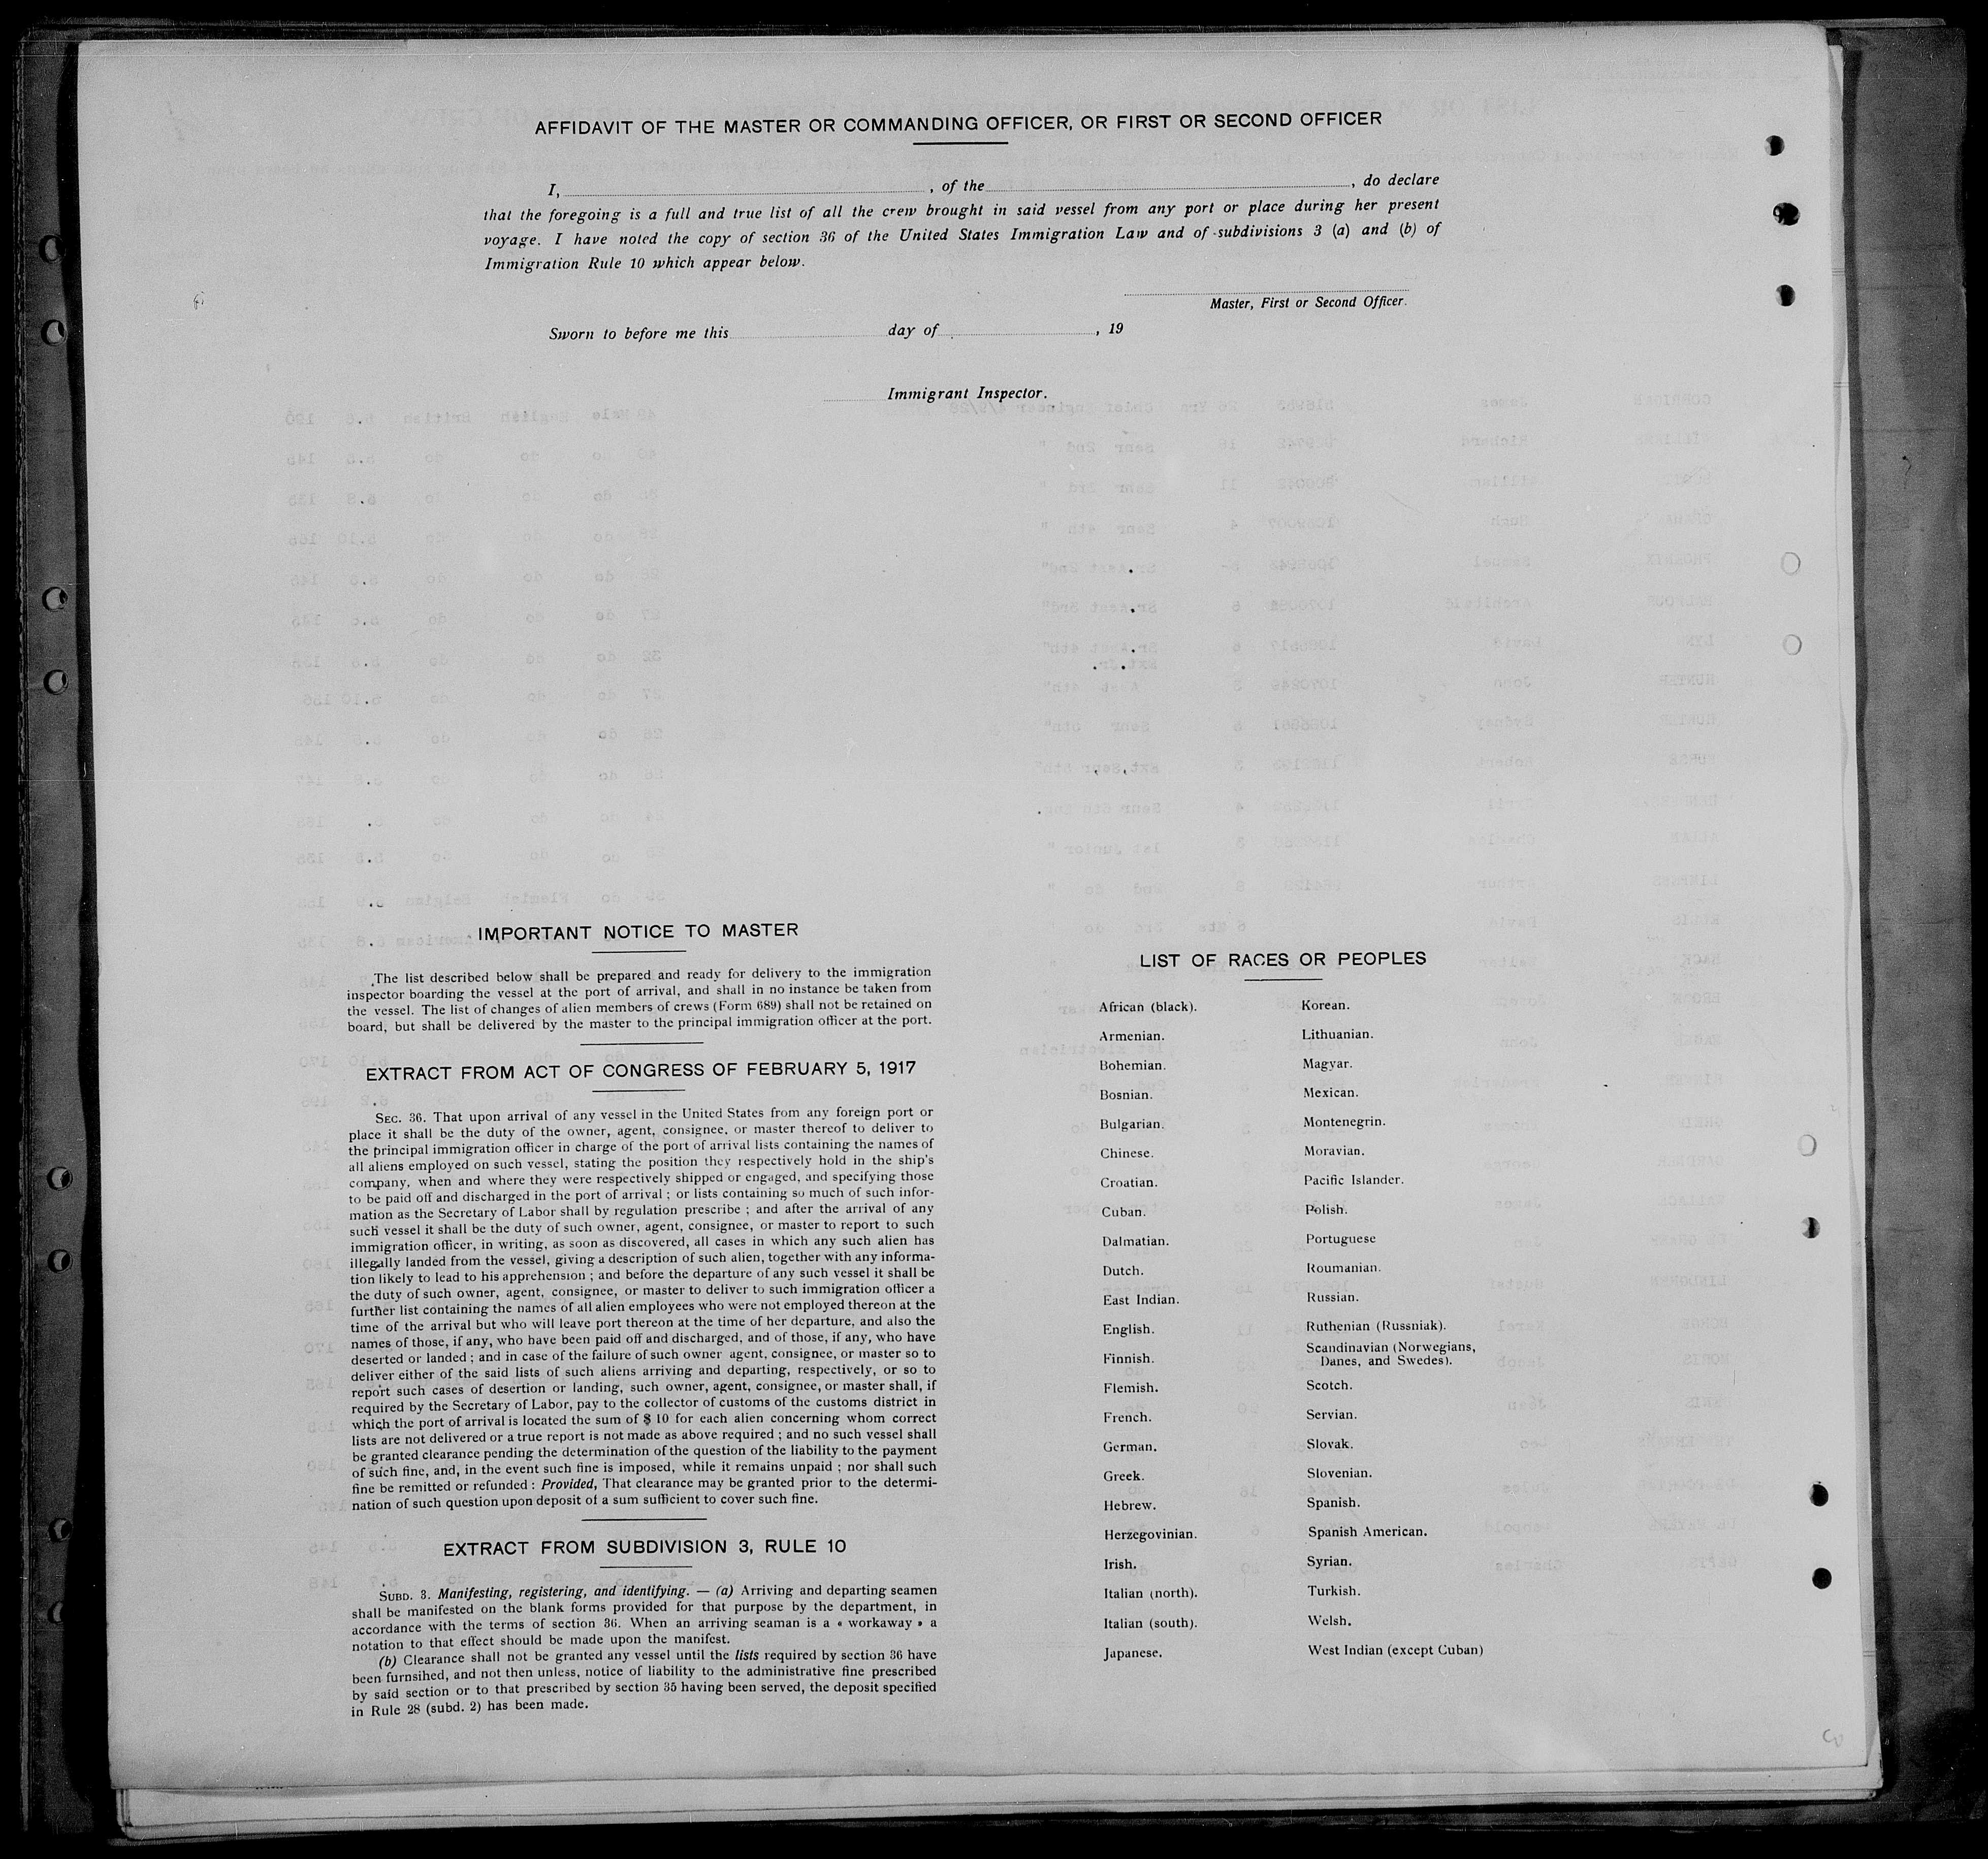 AFFIDAVIT OF THE MASTER OR COMMANDING OFFICER, OR FIRST OR SECOND OFFICER
I, , of the , do declare
that the foregoing is a full and true list of all the crew brought in said vessel from any port or place during her present
voyage. I have noted the copy of section 36 of the United States Immigration Law and of subdivisions 3 (a) and (b) of
Immigration Rule 10 which appear below.
Master, First or Second Officer.
Sworn to before me this day of , 19
Immigrant Inspector.
IMPORTANT NOTICE TO MASTER
The list described below shall be prepared and ready for delivery to the immigration
inspector boarding the vessel at the port of arrival, and shall in no instance be taken from
the vessel. The list of changes of alien members of crews (Form 689) shall not be retained on
board, but shall be delivered by the master to the principal immigration officer at the port.
EXTRACT FROM ACT OF CONGRESS OF FEBRUARY 5, 1917
SEC. 36. That upon arrival of any vessel in the United States from any foreign port or
place it shall be the duty of the owner, agent, consignee, or master thereof to deliver to
the principal immigration officer in charge of the port of arrival lists containing the names of
all aliens employed on such vessel, stating the position they respectively hold in the ship's
company, when and where they were respectively shipped or engaged, and specifying those
to be paid off and discharged in the port of arrival ; or lists containing so much of such infor-
mation as the Secretary of Labor shall by regulation prescribe ; and after the arrival of any
such vessel it shall be the duty of such owner, agent, consignee, or master to report to such
immigration officer, in writing, as soon as discovered, all cases in which any such alien has
illegally landed from the vessel, giving a description of such alien, together with any informa-
tion likely to lead to his apprehension ; and before the departure of any such vessel it shall be
the duty of such owner, agent, consignee, or master to deliver to such immigration officer a
further list containing the names of all alien employees who were not employed thereon at the
time of the arrival but who will leave port thereon at the time of her departure, and also the
names of those, if any, who have been paid off and discharged, and of those, if any, who have
deserted or landed ; and in case of the failure of such owner agent, consignee, or master so to
deliver either of the said lists of such aliens arriving and departing, respectively, or so to
report such cases of desertion or landing, such owner, agent, consignee, or master shall, if
required by the Secretary of Labor, pay to the collector of customs of the customs district in
which the port of arrival is located the sum of $ 10 for each alien concerning whom correct
lists are not delivered or a true report is not made as above required ; and no such vessel shall
be granted clearance pending the determination of the question of the liability to the payment
of such fine, and, in the event such fine is imposed, while it remains unpaid ; nor shall such
fine be remitted or refunded : Provided, That clearance may be granted prior to the determi-
nation of such question upon deposit of a sum sufficient to cover such fine.
EXTRACT FROM SUBDIVISION 3, RULE 10
SUBD. 3. Manifesting, registering, and identifying. — (a) Arriving and departing seamen
shall be manifested on the blank forms provided for that purpose by the department, in
accordance with the terms of section 36. When an arriving seaman is a « workaway » a
notation to that effect should be made upon the manifest.
(b) Clearance shall not be granted any vessel until the lists required by section 36 have
been furnsihed, and not then unless, notice of liability to the administrative fine prescribed
by said section or to that prescribed by section 35 having been served, the deposit specified
in Rule 28 (subd. 2) has been made.
LIST OF RACES OR PEOPLES
African (black).
Armenian.
Bohemian.
Bosnian.
Bulgarian.
Chinese.
Croatian.
Cuban.
Dalmatian.
Dutch.
East Indian.
English.
Finnish.
Flemish.
French.
German.
Greek.
Hebrew.
Herzegovinian.
Irish.
Italian (north).
Italian (south).
Japanese.
Korean.
Lithuanian.
Magyar.
Mexican.
Montenegrin.
Moravian.
Pacific Islander.
Polish.
Portuguese
Roumanian.
Russian.
Ruthenian (Russniak).
Scandinavian (Norwegians,
Danes, and Swedes).
Scotch.
Servian.
Slovak.
Slovenian.
Spanish.
Spanish American.
Syrian.
Turkish.
Welsh.
West Indian (except Cuban)